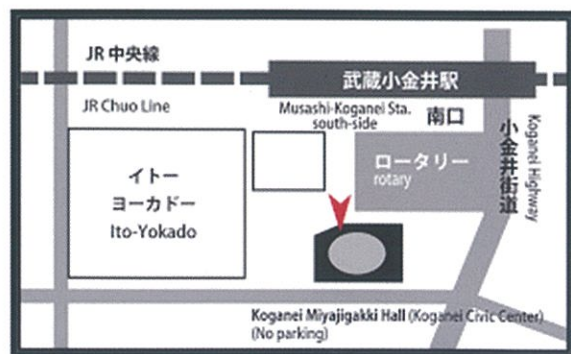 JR 中央線
武蔵小金井駅
JR Chuo Line
Musashi-Koganei Sta.
south-side
南口
小金井街道
Koganei Highway
ロータリー
rotary
イトー
ヨーカドー
Ito-Yokado
Koganei Miyajigakki Hall (Koganei Civic Center)
(No parking)